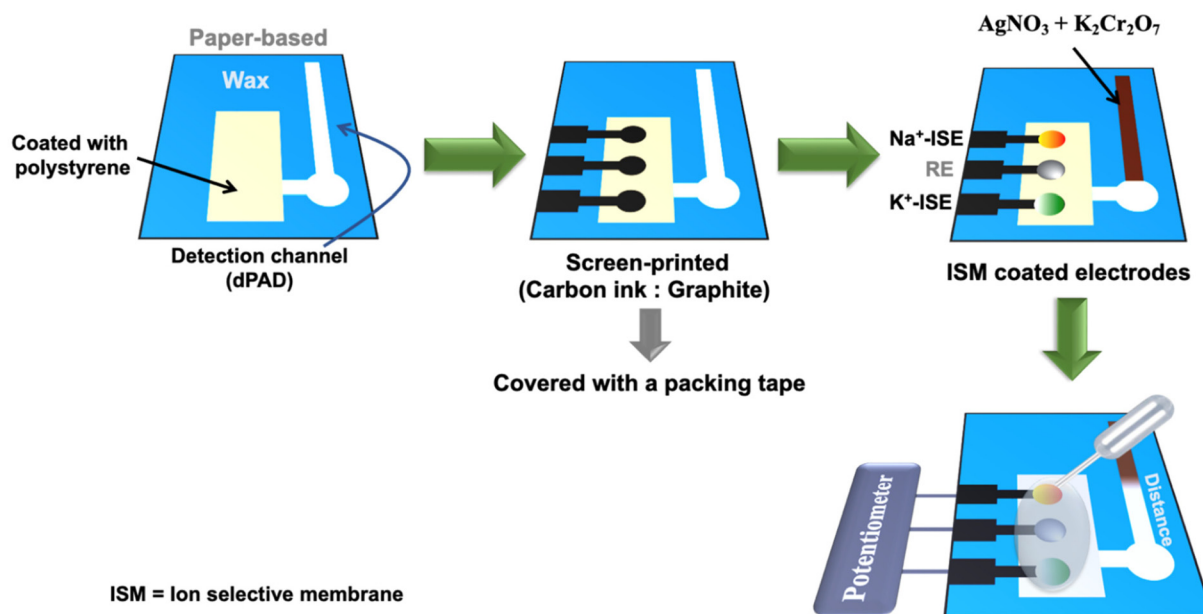 Paper-based
Wax
Coated with
polystyrene
Detection channel
(dPAD)
Screen-printed
(Carbon ink : Graphite)
Covered with a packing tape
AgNO₃ + K₂Cr₂O₇
Na⁺-ISE
RE
K⁺-ISE
ISM coated electrodes
Potentiometer
Distance
ISM = Ion selective membrane